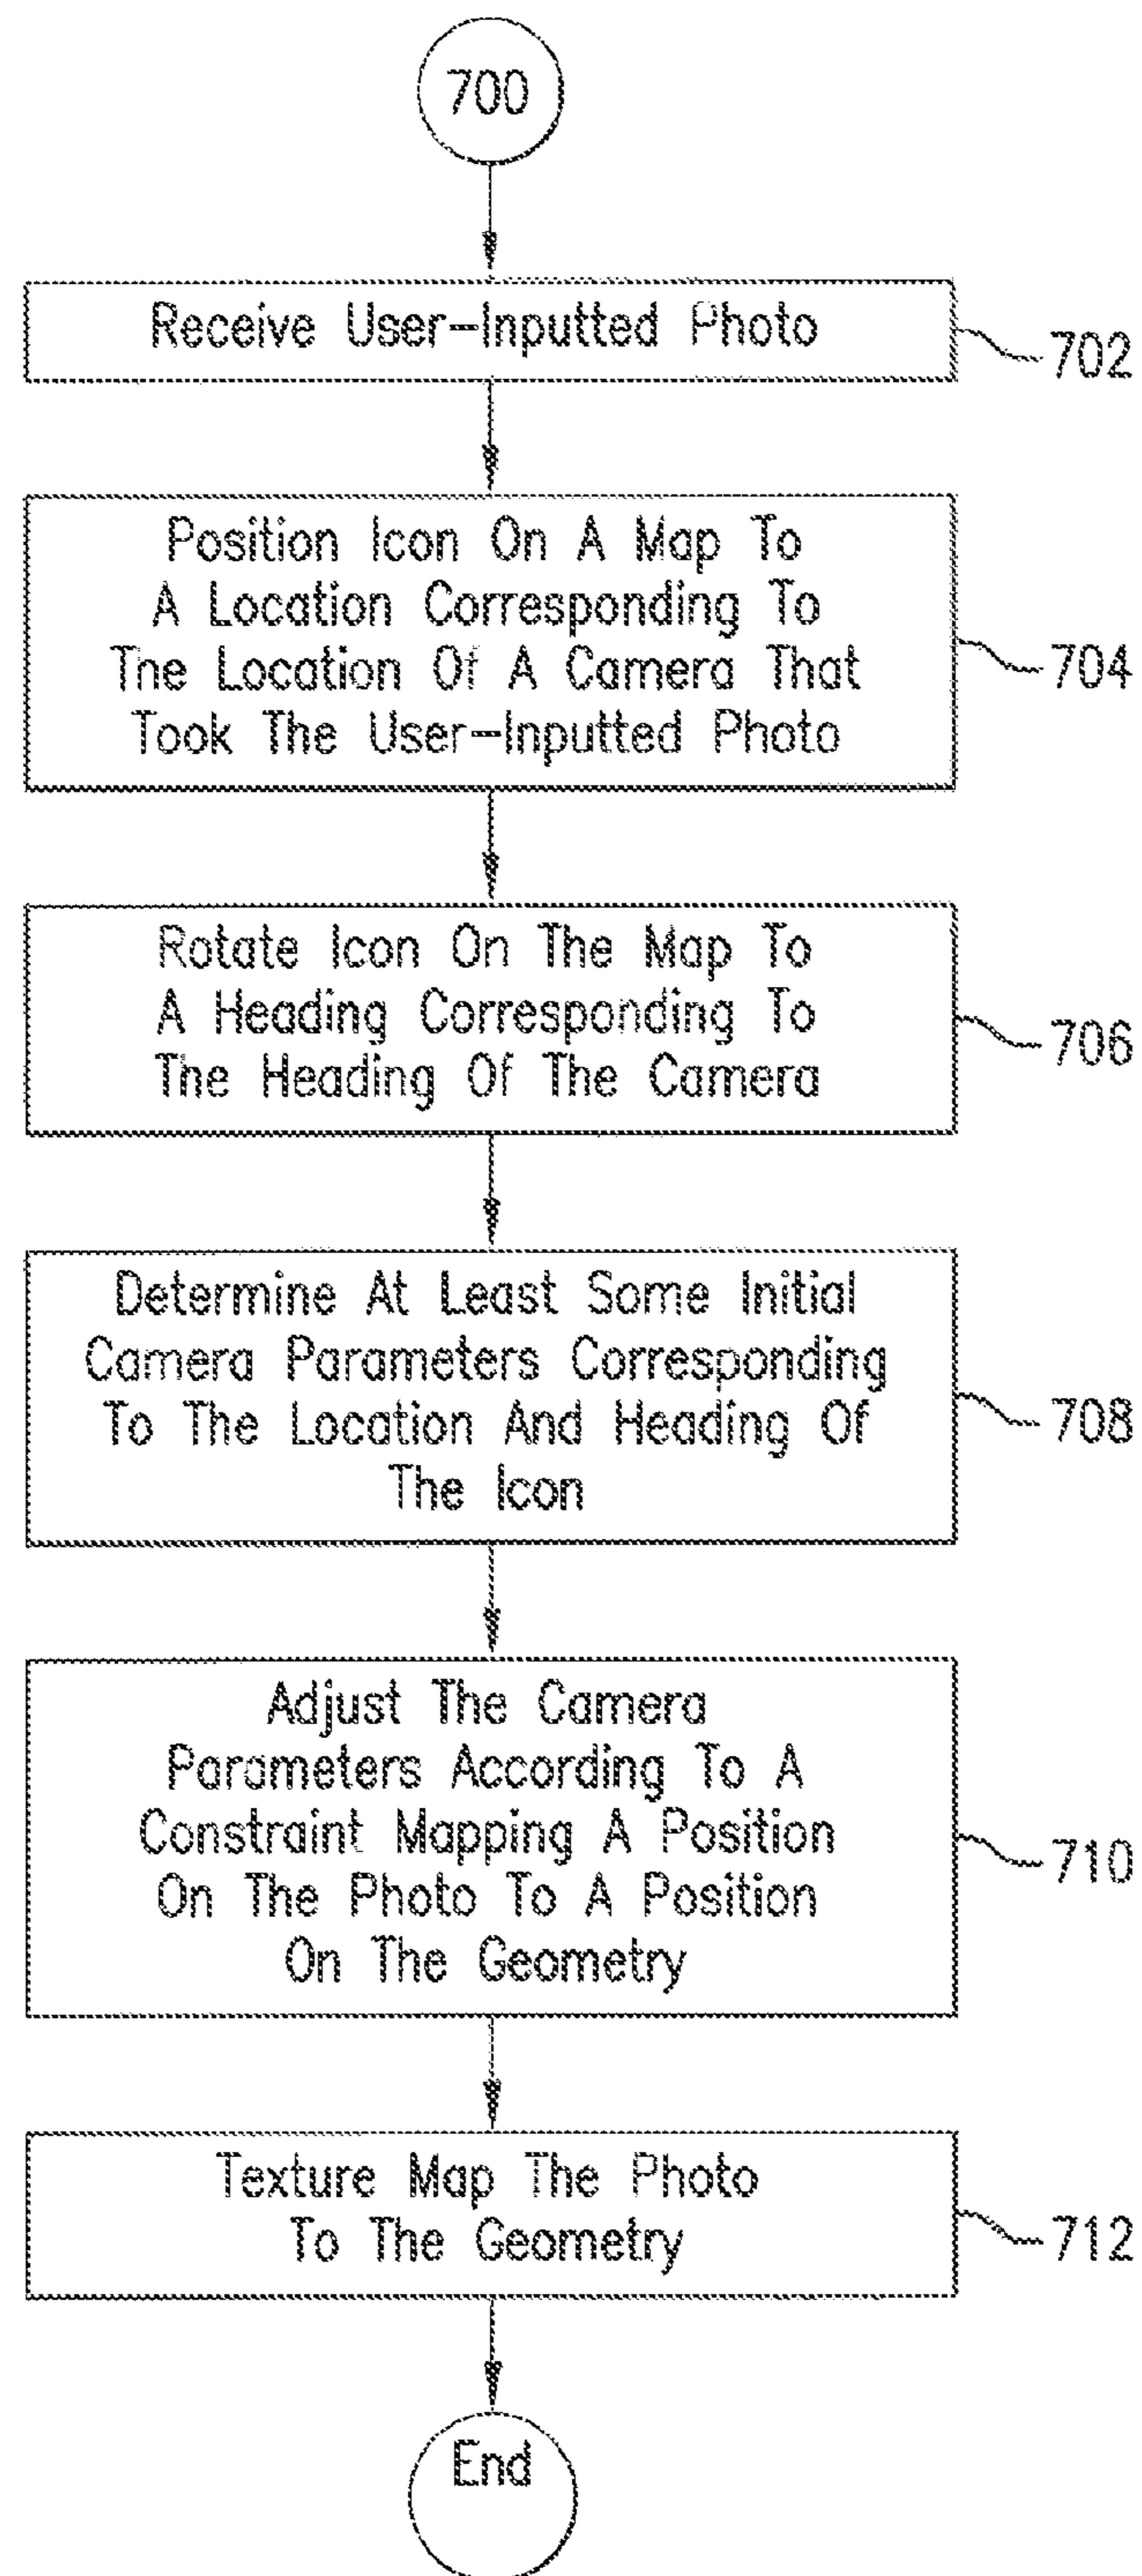 700
Receive User-Inputted Photo
702
Position Icon On A Map To
A Location Corresponding To
The Location Of A Camera That
Took The User-Inputted Photo
704
Rotate Icon On The Map To
A Heading Corresponding To
The Heading Of The Camera
706
Determine At Least Some Initial
Camera Parameters Corresponding
To The Location And Heading Of
The Icon
708
Adjust The Camera
Parameters According To A
Constraint Mapping A Position
On The Photo To A Position
On The Geometry
710
Texture Map The Photo
To The Geometry
712
End